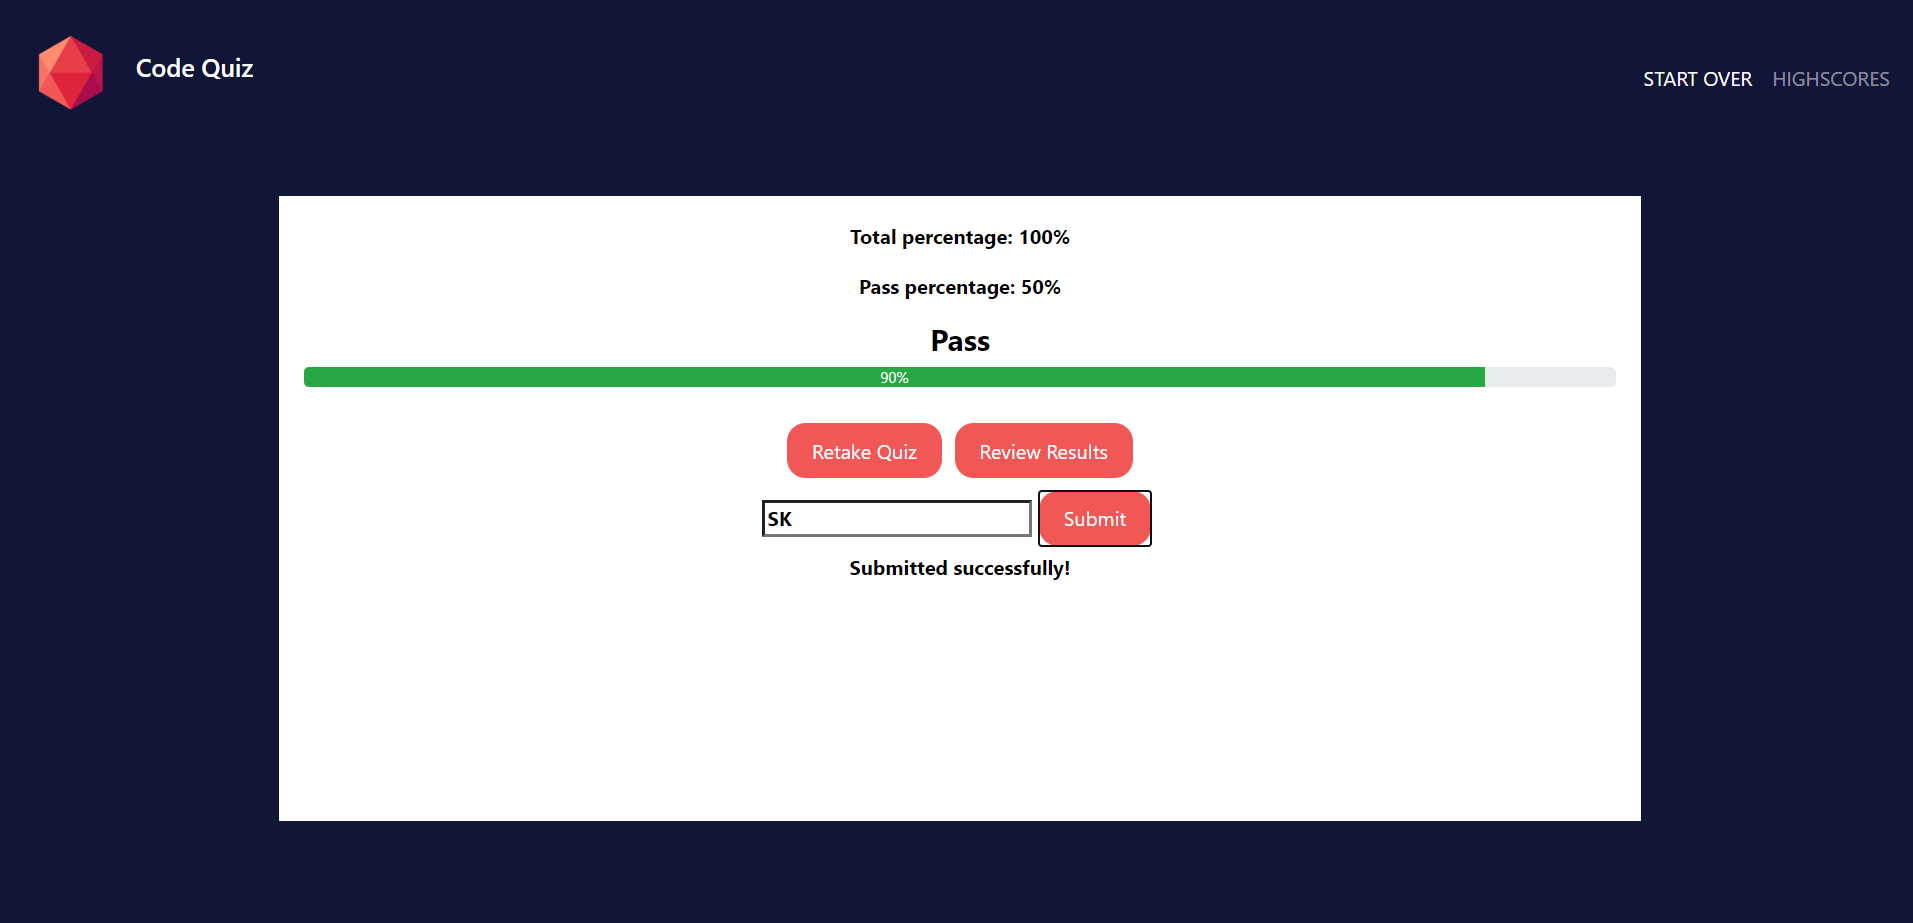 Code Quiz
START OVER HIGHSCORES
Total percentage: 100%
Pass percentage: 50%
Pass
90%
Retake Quiz Review Results
SK Submit
Submitted successfully!